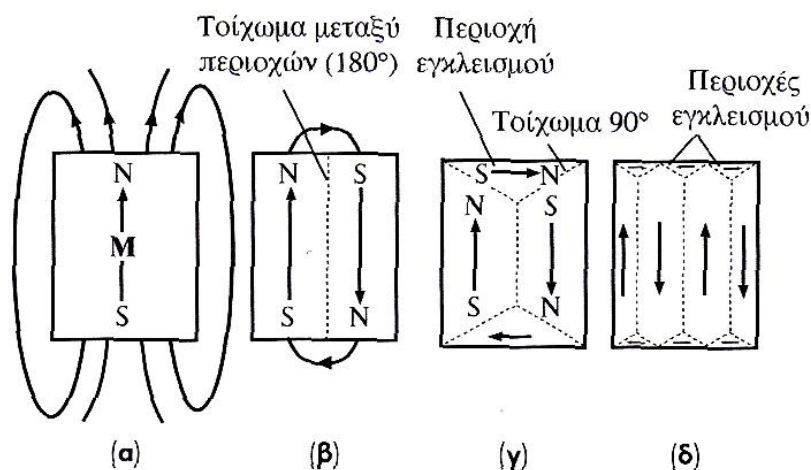 Τοίχωμα μεταξύ
περιοχών (180°)
Περιοχή
εγκλεισμού
Τοίχωμα 90°
Περιοχές
εγκλεισμού
N
M
S
N S
S N
S N
N S
S N
(α) (β) (γ) (δ)